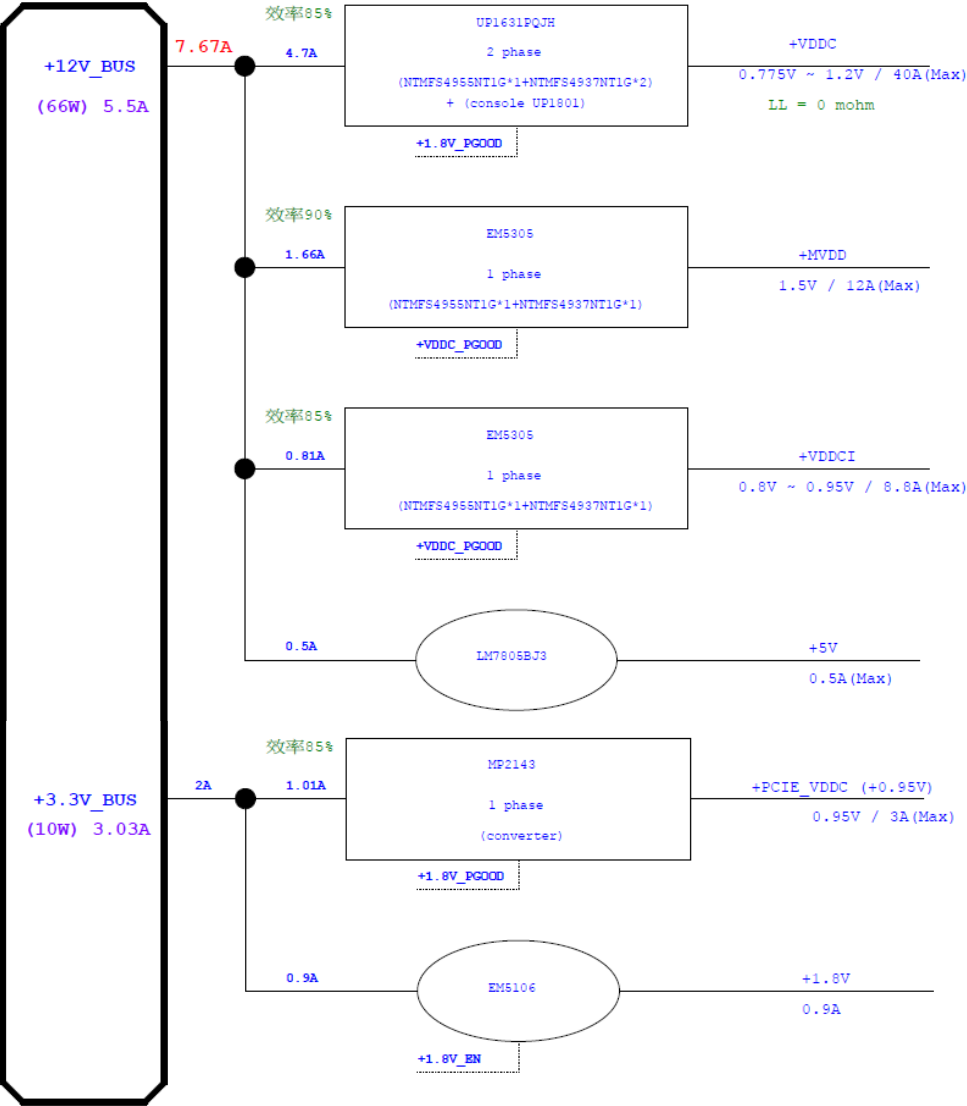 效率85%
+12V_BUS
(66W) 5.5A
7.67A
4.7A
UP1631PQJH
2 phase
(NTMFS4955NT1G*1+NTMFS4937NT1G*2)
+ (console UP1801)
+VDDC
0.775V ~ 1.2V / 40A(Max)
LL = 0 mohm
+1.8V_PGOOD
效率90%
1.66A
EM5305
1 phase
(NTMFS4955NT1G*1+NTMFS4937NT1G*1)
+MVDD
1.5V / 12A(Max)
+VDDC_PGOOD
效率85%
0.81A
EM5305
1 phase
(NTMFS4955NT1G*1+NTMFS4937NT1G*1)
+VDDCI
0.8V ~ 0.95V / 8.8A(Max)
+VDDC_PGOOD
0.5A
LM7805BJ3
+5V
0.5A(Max)
效率85%
+3.3V_BUS
(10W) 3.03A
2A
1.01A
MP2143
1 phase
(converter)
+PCIE_VDDC (+0.95V)
0.95V / 3A(Max)
+1.8V_PGOOD
0.9A
EM5106
+1.8V
0.9A
+1.8V_EN